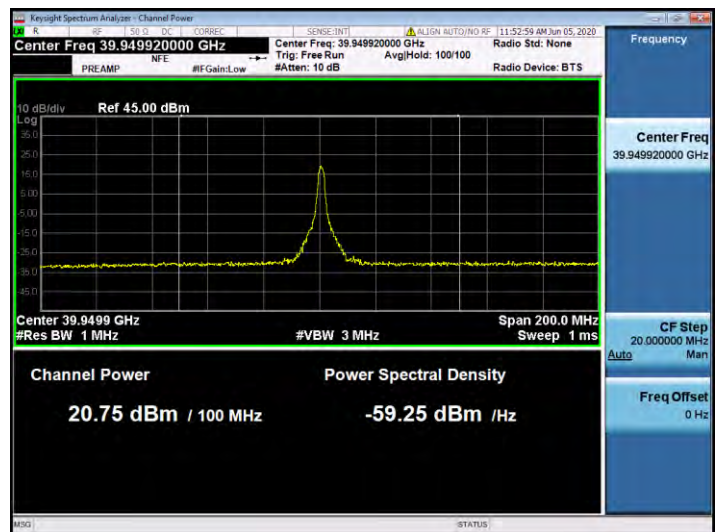 Keysight Spectrum Analyzer - Channel Power
R RF 50 Ω DC CORREC SENSE:INT ALIGN AUTO/NO RF 11:52:59 AM Jun 05, 2020
Center Freq 39.949920000 GHz
Center Freq: 39.949920000 GHz
Radio Std: None
NFE
Trig: Free Run
Avg|Hold: 100/100
PREAMP
#IFGain:Low
#Atten: 10 dB
Radio Device: BTS
Frequency
10 dB/div
Ref 45.00 dBm
Log
35.0
25.0
15.0
5.00
-5.00
-15.0
-25.0
-35.0
-45.0
Center Freq
39.949920000 GHz
Center 39.9499 GHz
Span 200.0 MHz
#Res BW 1 MHz
#VBW 3 MHz
Sweep 1 ms
CF Step
20.000000 MHz
Auto Man
Channel Power
Power Spectral Density
20.75 dBm / 100 MHz
-59.25 dBm /Hz
Freq Offset
0 Hz
MSG
STATUS